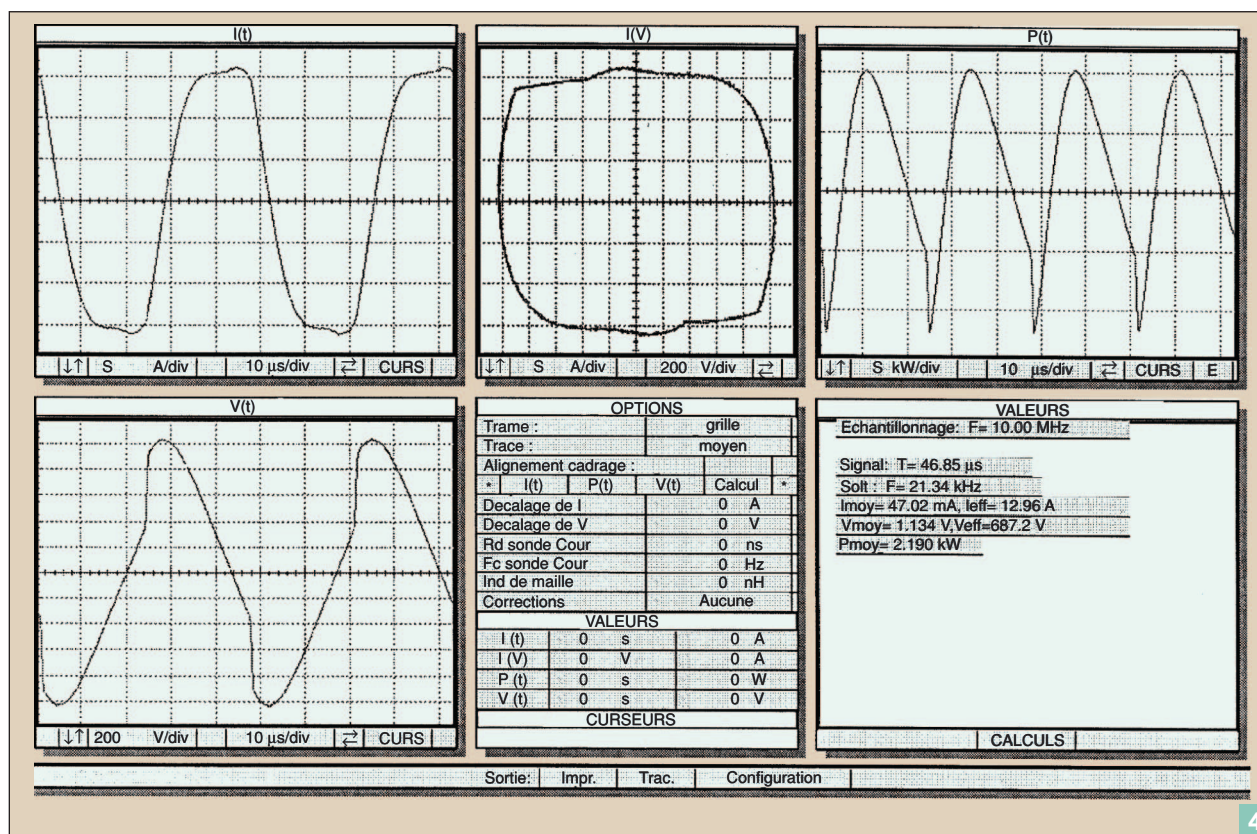 I(t)
↓↑ S A/div 10 µs/div ⇄ CURS
I(V)
↓↑ S A/div 200 V/div ⇄
P(t)
↓↑ S kW/div 10 µs/div ⇄ CURS E
V(t)
↓↑ 200 V/div 10 µs/div ⇄ CURS
OPTIONS
Trame : grille
Trace : moyen
Alignement cadrage :
* I(t) P(t) V(t) Calcul *
Decalage de I 0 A
Decalage de V 0 V
Rd sonde Cour 0 ns
Fc sonde Cour 0 Hz
Ind de maille 0 nH
Corrections Aucune
VALEURS
I (t) 0 s 0 A
I (V) 0 V 0 A
P (t) 0 s 0 W
V (t) 0 s 0 V
CURSEURS
VALEURS
Echantillonnage: F= 10.00 MHz
Signal: T= 46.85 µs
Solt : F= 21.34 kHz
Imoy= 47.02 mA, Ieff= 12.96 A
Vmoy= 1.134 V,Veff=687.2 V
Pmoy= 2.190 kW
CALCULS
Sortie: Impr. Trac. Configuration